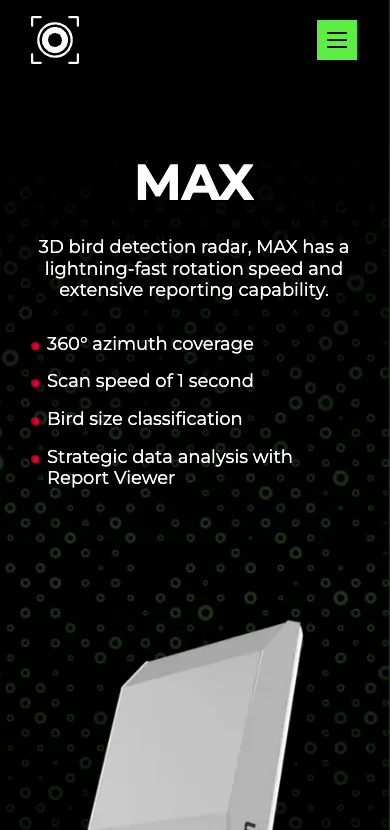 MAX
3D bird detection radar, MAX has a
lightning-fast rotation speed and
extensive reporting capability.
360° azimuth coverage
Scan speed of 1 second
Bird size classification
Strategic data analysis with
Report Viewer